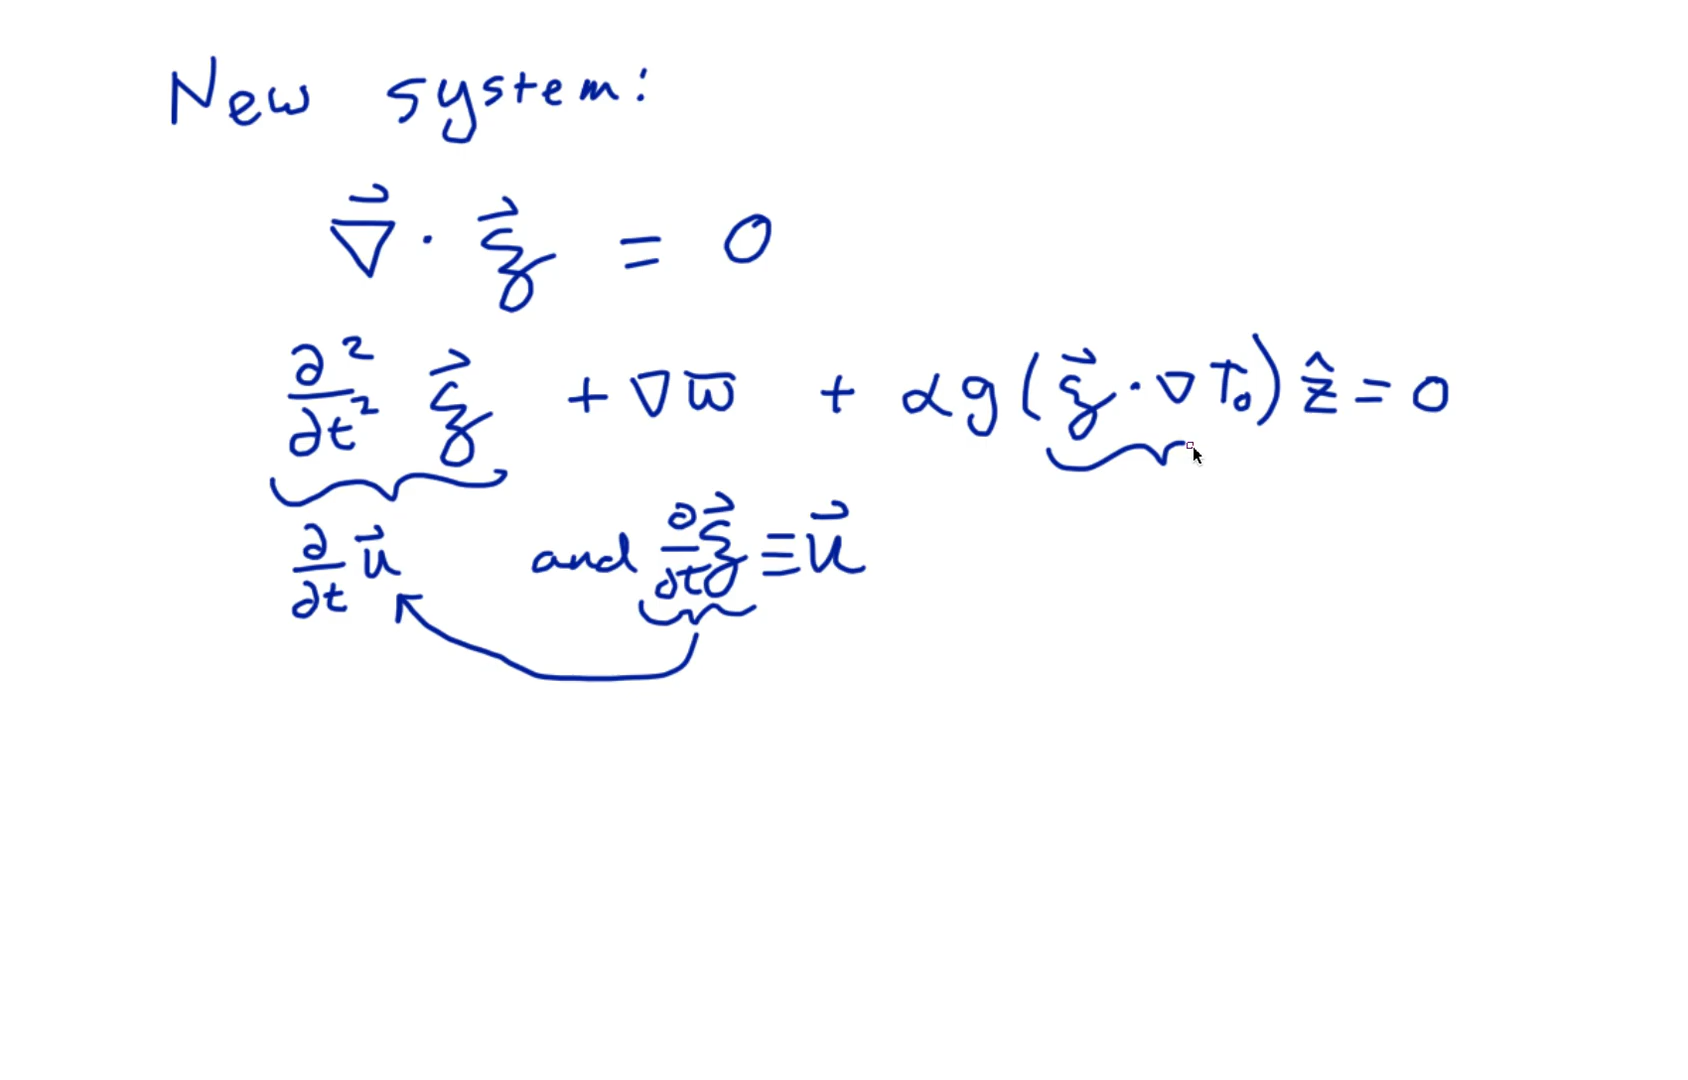 New system:
∇⃗ · ξ⃗ = 0
∂²/∂t² ξ⃗ + ∇ϖ + αg(ξ⃗ · ∇T₀) ẑ = 0
∂/∂t u⃗ and ∂/∂t ξ⃗ ≡ u⃗